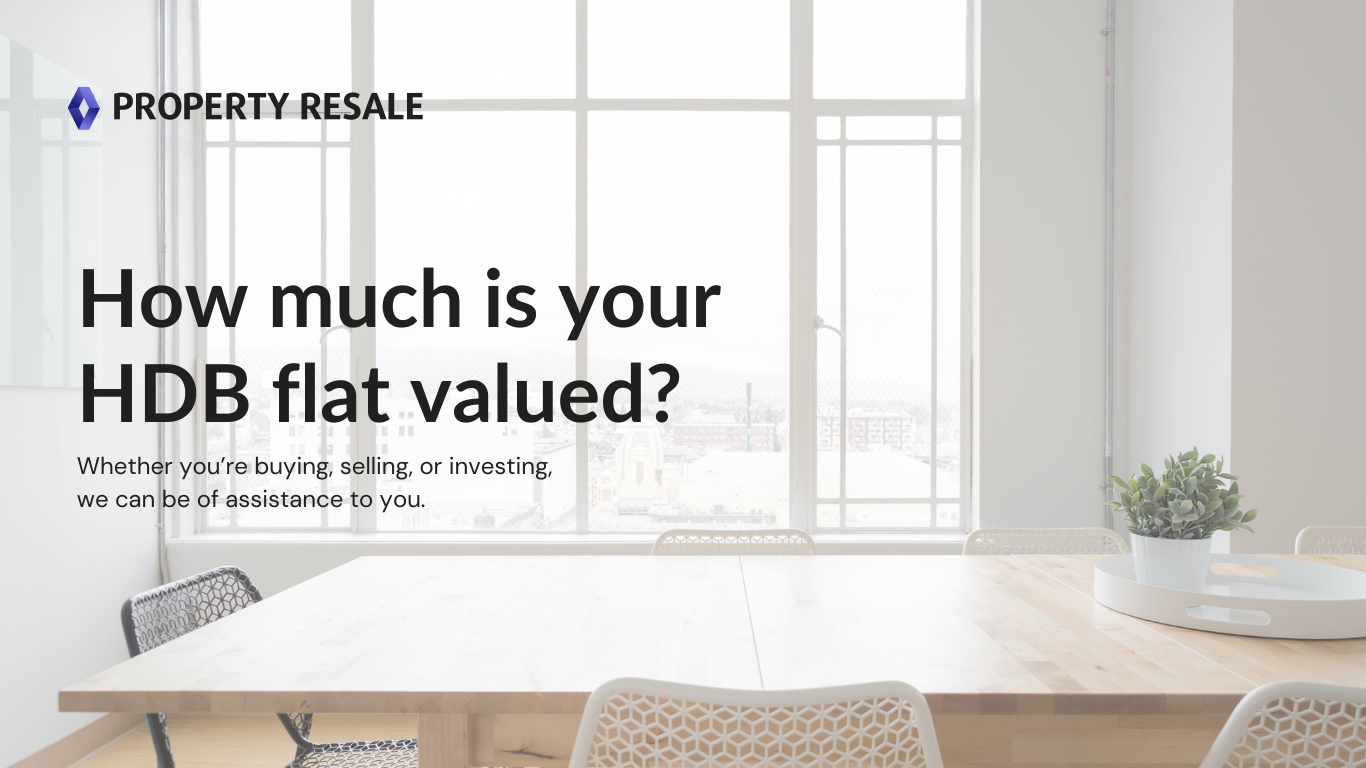 PROPERTY RESALE
How much is your
HDB flat valued?
Whether you’re buying, selling, or investing,
we can be of assistance to you.